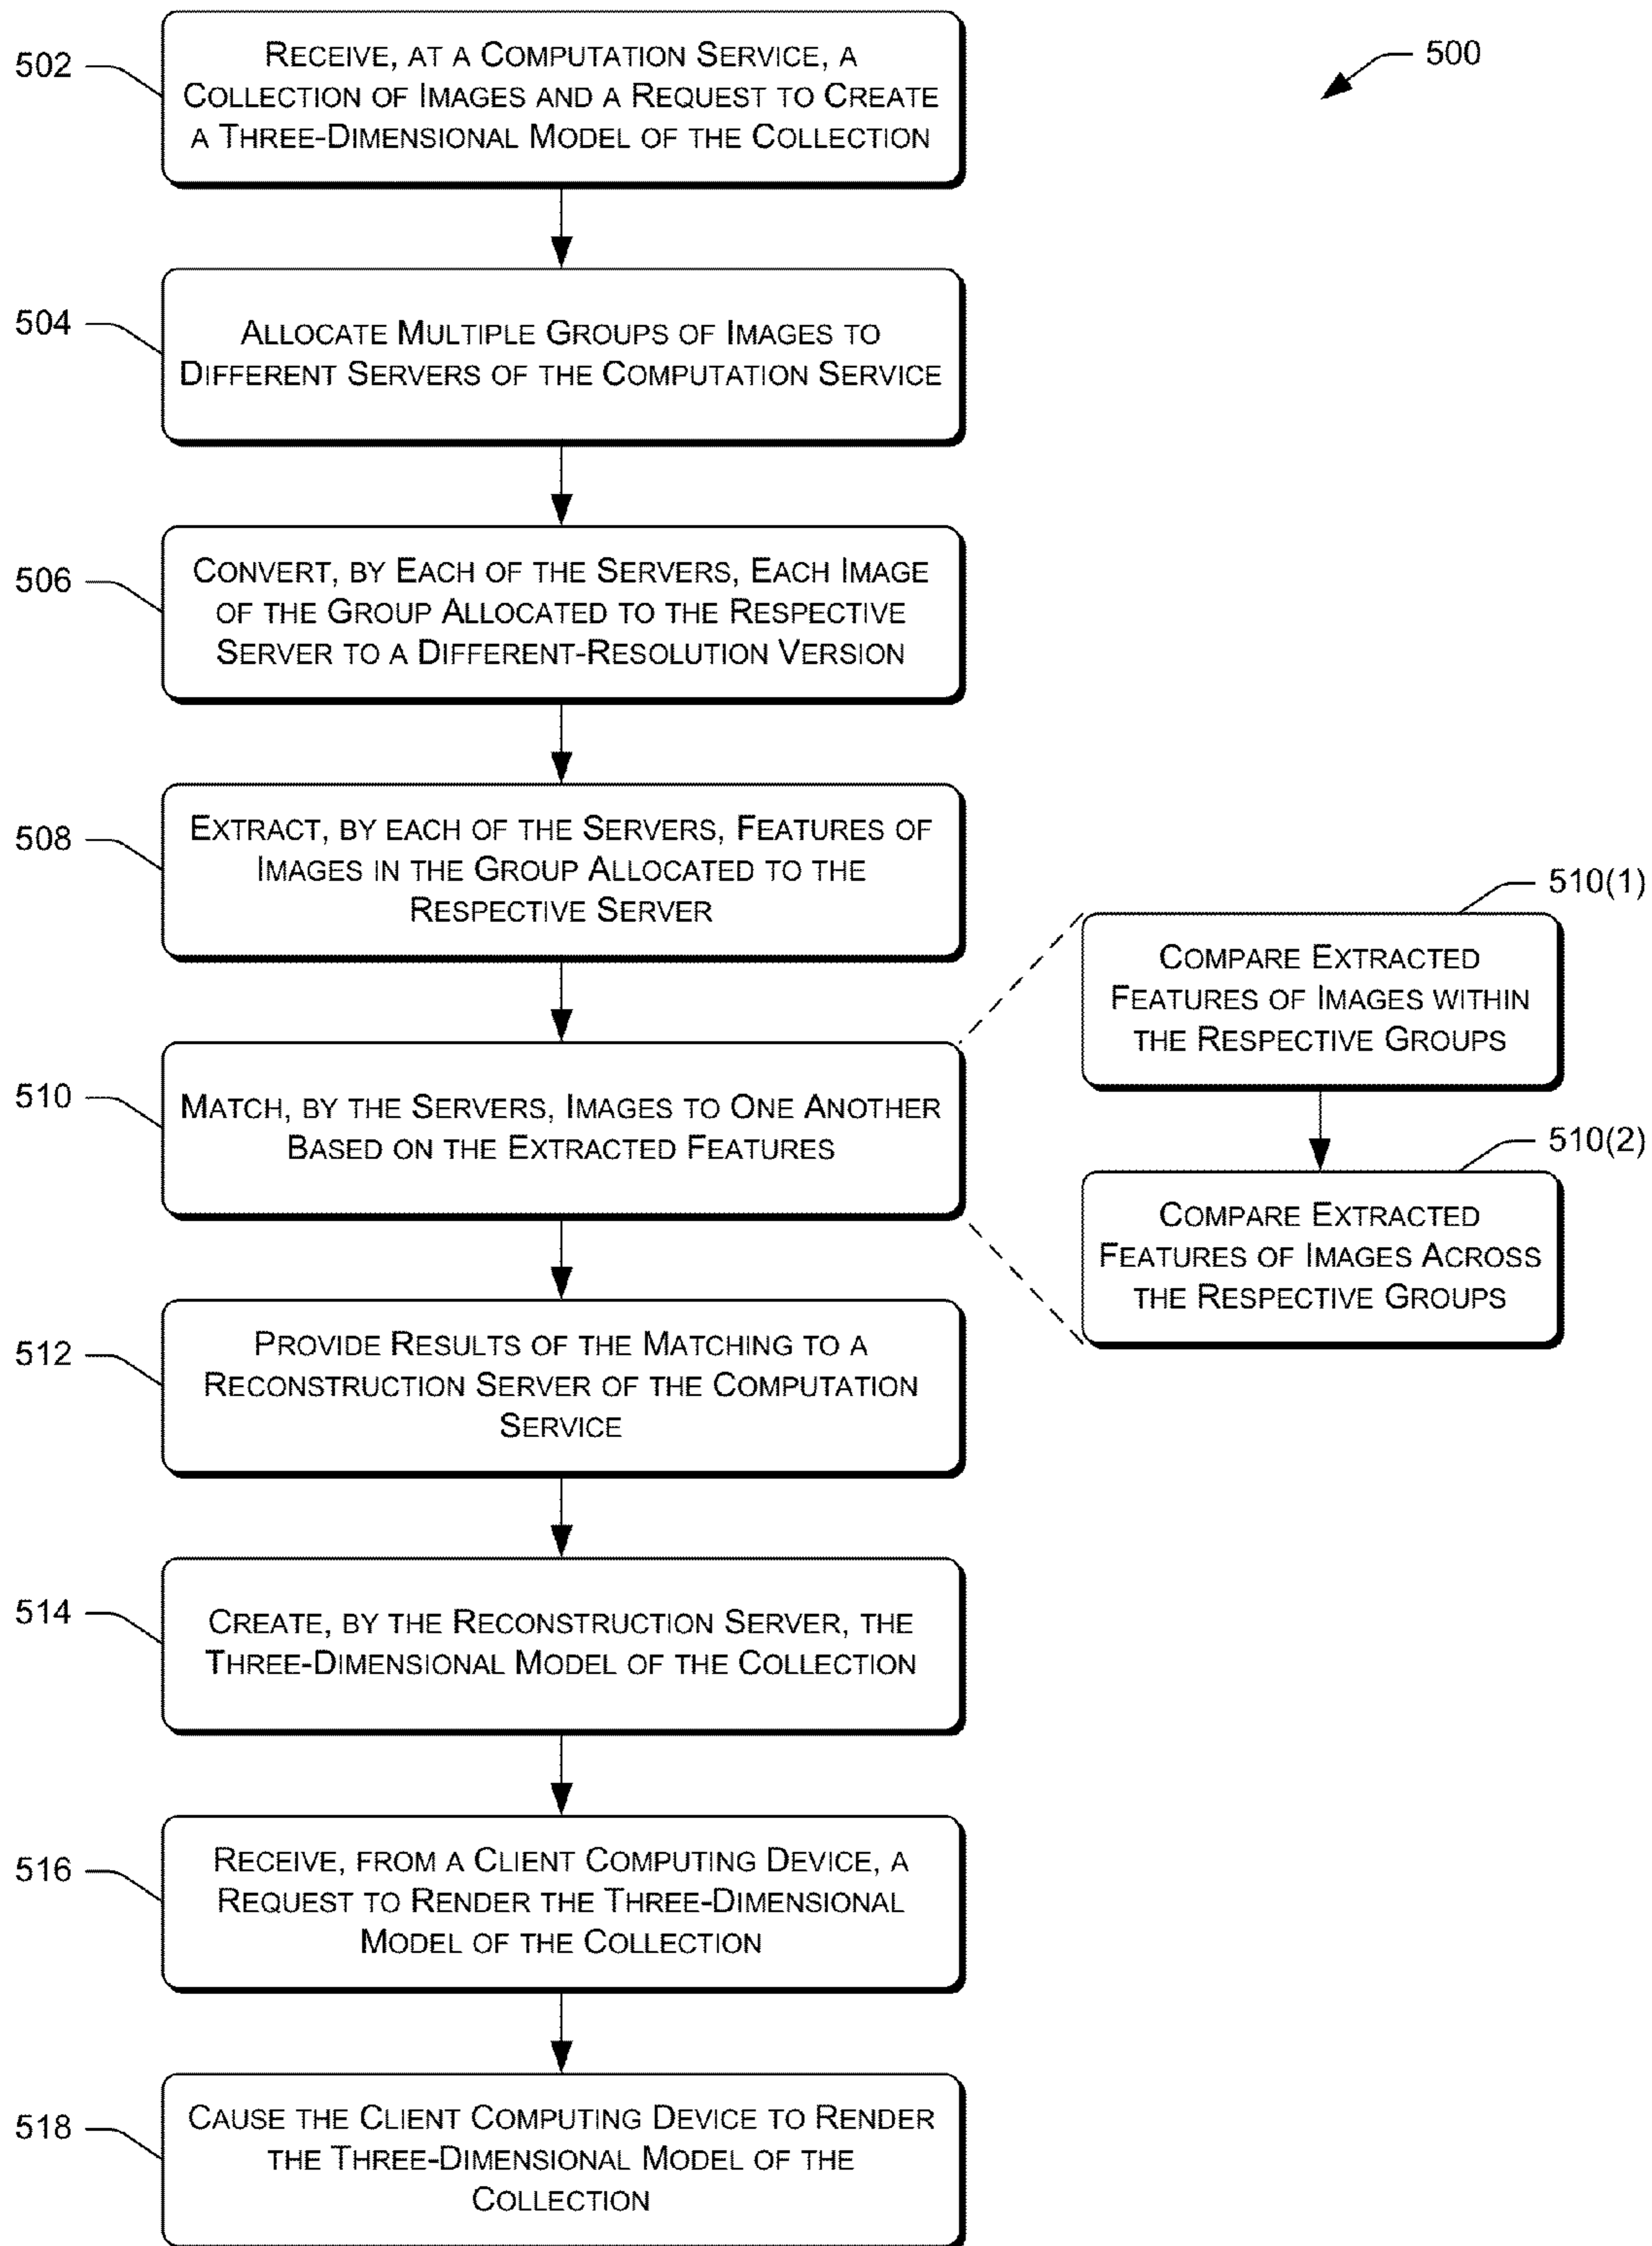 500
502
RECEIVE, AT A COMPUTATION SERVICE, A
COLLECTION OF IMAGES AND A REQUEST TO CREATE
A THREE-DIMENSIONAL MODEL OF THE COLLECTION
504
ALLOCATE MULTIPLE GROUPS OF IMAGES TO
DIFFERENT SERVERS OF THE COMPUTATION SERVICE
506
CONVERT, BY EACH OF THE SERVERS, EACH IMAGE
OF THE GROUP ALLOCATED TO THE RESPECTIVE
SERVER TO A DIFFERENT-RESOLUTION VERSION
508
EXTRACT, BY EACH OF THE SERVERS, FEATURES OF
IMAGES IN THE GROUP ALLOCATED TO THE
RESPECTIVE SERVER
510
MATCH, BY THE SERVERS, IMAGES TO ONE ANOTHER
BASED ON THE EXTRACTED FEATURES
510(1)
COMPARE EXTRACTED
FEATURES OF IMAGES WITHIN
THE RESPECTIVE GROUPS
510(2)
COMPARE EXTRACTED
FEATURES OF IMAGES ACROSS
THE RESPECTIVE GROUPS
512
PROVIDE RESULTS OF THE MATCHING TO A
RECONSTRUCTION SERVER OF THE COMPUTATION
SERVICE
514
CREATE, BY THE RECONSTRUCTION SERVER, THE
THREE-DIMENSIONAL MODEL OF THE COLLECTION
516
RECEIVE, FROM A CLIENT COMPUTING DEVICE, A
REQUEST TO RENDER THE THREE-DIMENSIONAL
MODEL OF THE COLLECTION
518
CAUSE THE CLIENT COMPUTING DEVICE TO RENDER
THE THREE-DIMENSIONAL MODEL OF THE
COLLECTION